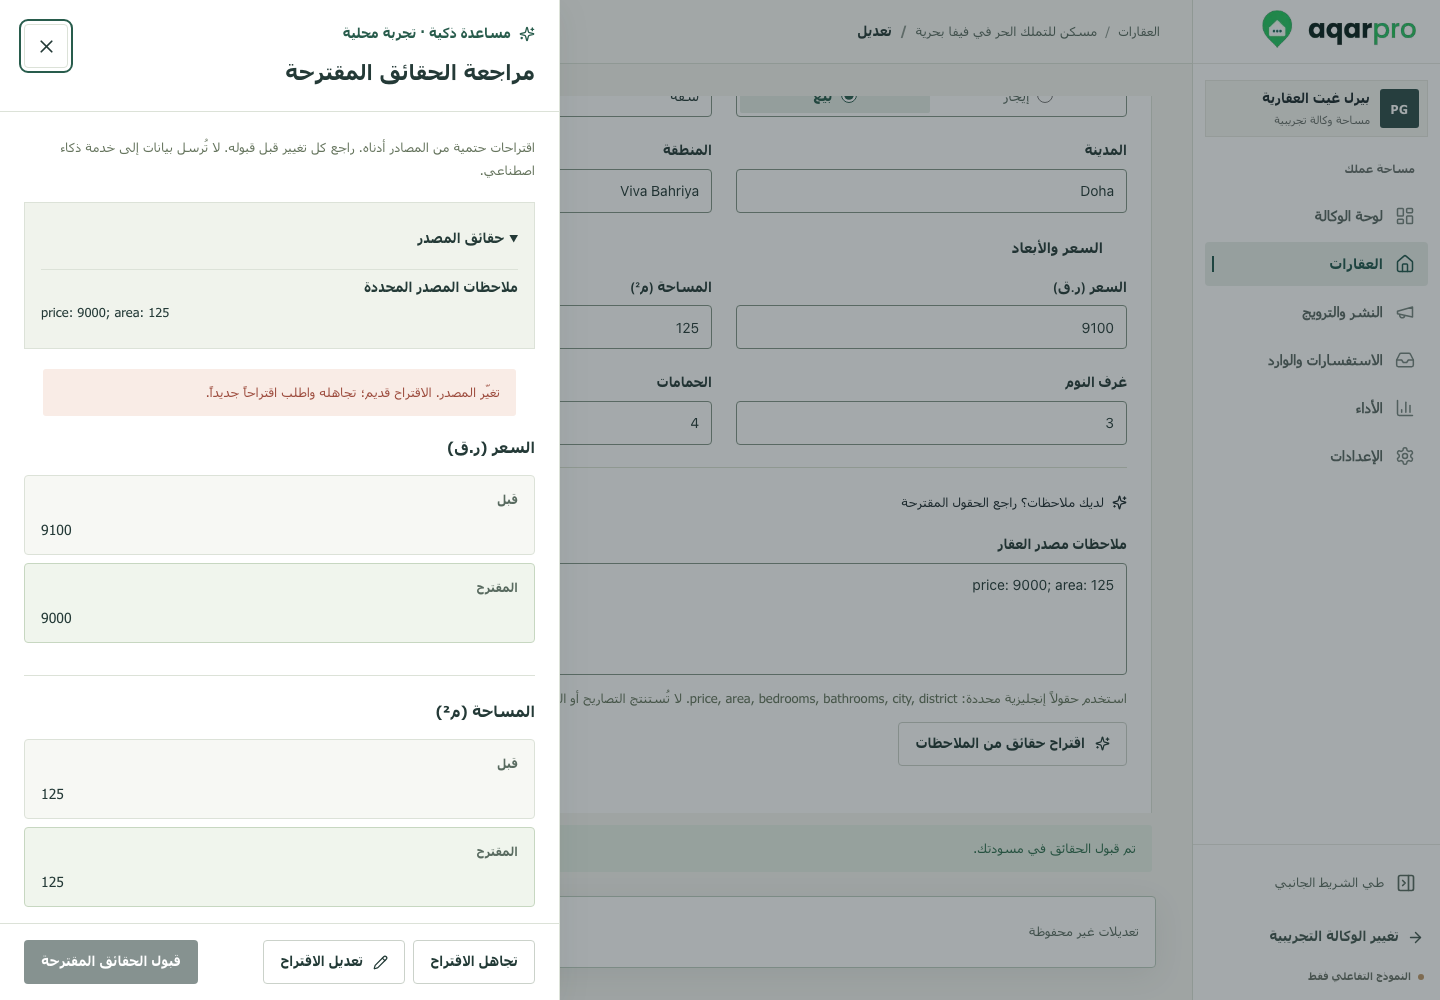 aqarpro
PG
بيرل غيت العقارية
مساحة وكالة تجريبية
مساحة عملك
لوحة الوكالة
العقارات
النشر والترويج
الاستفسارات والوارد
الأداء
الإعدادات
طي الشريط الجانبي
تغيير الوكالة التجريبية
النموذج التفاعلي فقط
العقارات / مسكن للتملك الحر في فيفا بحرية / تعديل
إيجار
بيع
شقة
المدينة
المنطقة
Doha
Viva Bahriya
السعر والأبعاد
السعر (ر.ق)
المساحة (م²)
9100
125
غرف النوم
الحمامات
3
4
لديك ملاحظات؟ راجع الحقول المقترحة
ملاحظات مصدر العقار
price: 9000; area: 125
استخدم حقولاً إنجليزية محددة: price, area, bedrooms, bathrooms, city, district. لا تُستنتج التصاريح أو
اقتراح حقائق من الملاحظات
تم قبول الحقائق في مسودتك.
تعديلات غير محفوظة
مساعدة ذكية · تجربة محلية
مراجعة الحقائق المقترحة
اقتراحات حتمية من المصادر أدناه. راجع كل تغيير قبل قبوله. لا تُرسل بيانات إلى خدمة ذكاء
اصطناعي.
▼ حقائق المصدر
ملاحظات المصدر المحددة
price: 9000; area: 125
تغيّر المصدر. الاقتراح قديم؛ تجاهله واطلب اقتراحاً جديداً.
السعر (ر.ق)
قبل
9100
المقترح
9000
المساحة (م²)
قبل
125
المقترح
125
تجاهل الاقتراح
تعديل الاقتراح
قبول الحقائق المقترحة